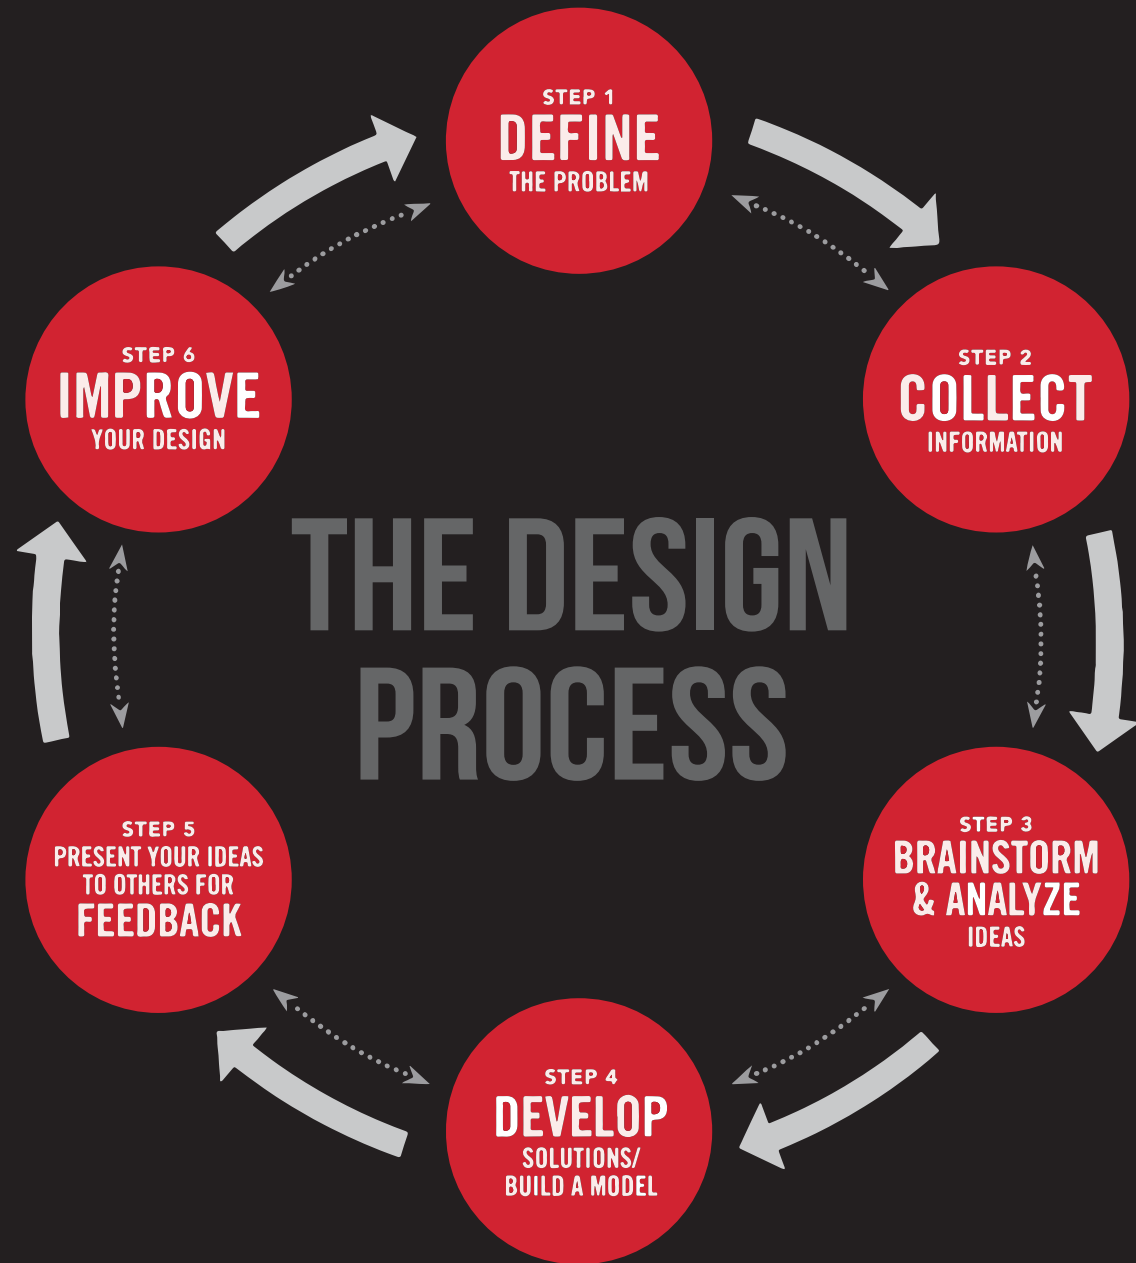 STEP 1
DEFINE
THE PROBLEM
STEP 2
COLLECT
INFORMATION
STEP 3
BRAINSTORM
& ANALYZE
IDEAS
STEP 4
DEVELOP
SOLUTIONS/
BUILD A MODEL
STEP 5
PRESENT YOUR IDEAS
TO OTHERS FOR
FEEDBACK
STEP 6
IMPROVE
YOUR DESIGN
THE DESIGN
PROCESS